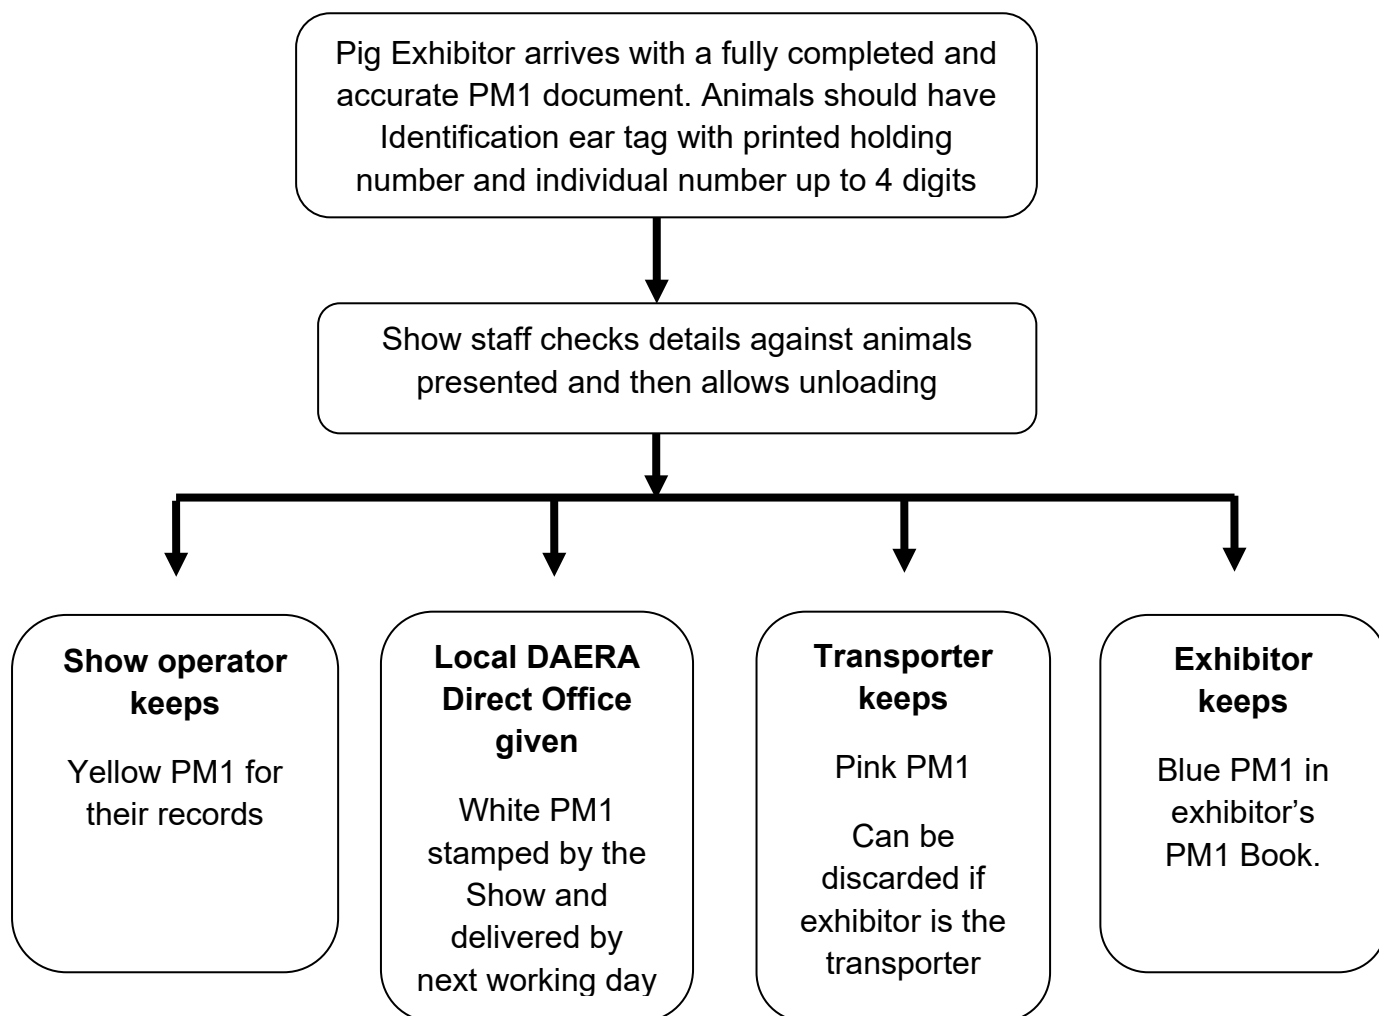 Pig Exhibitor arrives with a fully completed and
accurate PM1 document. Animals should have
Identification ear tag with printed holding
number and individual number up to 4 digits
Show staff checks details against animals
presented and then allows unloading
Show operator
keeps
Yellow PM1 for
their records
Local DAERA
Direct Office
given
White PM1
stamped by the
Show and
delivered by
next working day
Transporter
keeps
Pink PM1
Can be
discarded if
exhibitor is the
transporter
Exhibitor
keeps
Blue PM1 in
exhibitor’s
PM1 Book.